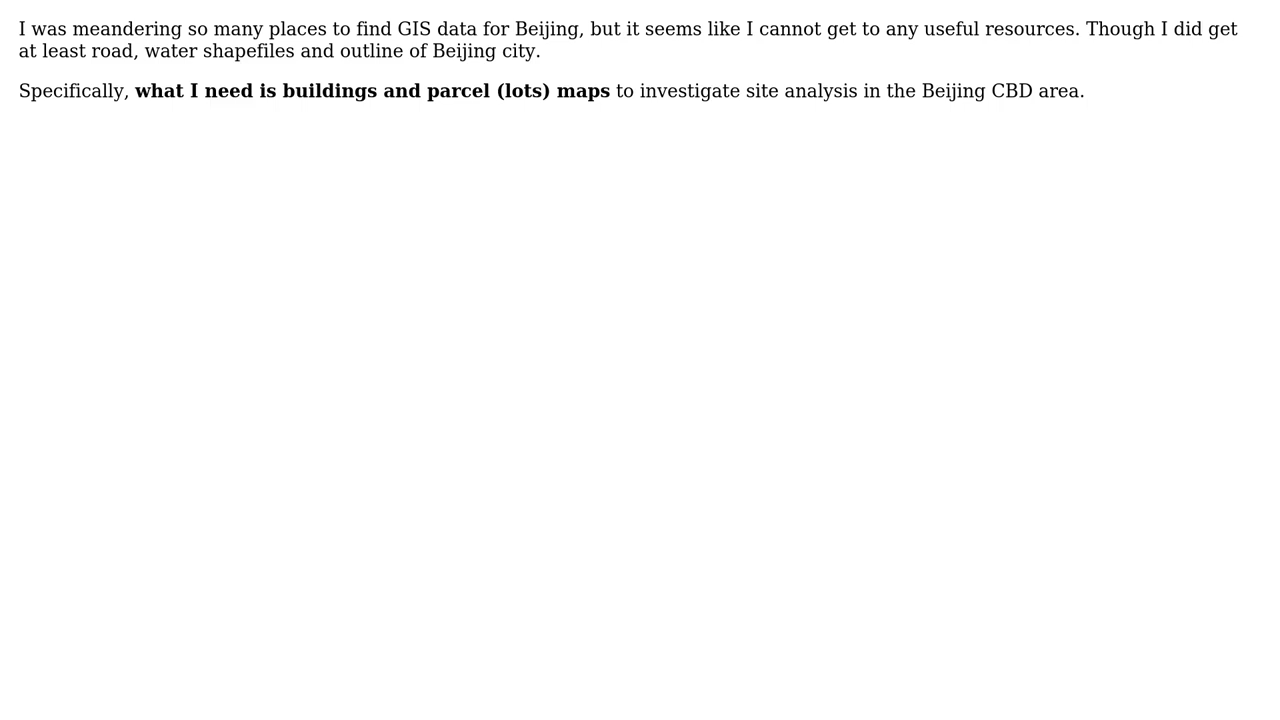 I was meandering so many places to find GIS data for Beijing, but it seems like I cannot get to any useful resources. Though I did get
at least road, water shapefiles and outline of Beijing city.
Specifically, what I need is buildings and parcel (lots) maps to investigate site analysis in the Beijing CBD area.